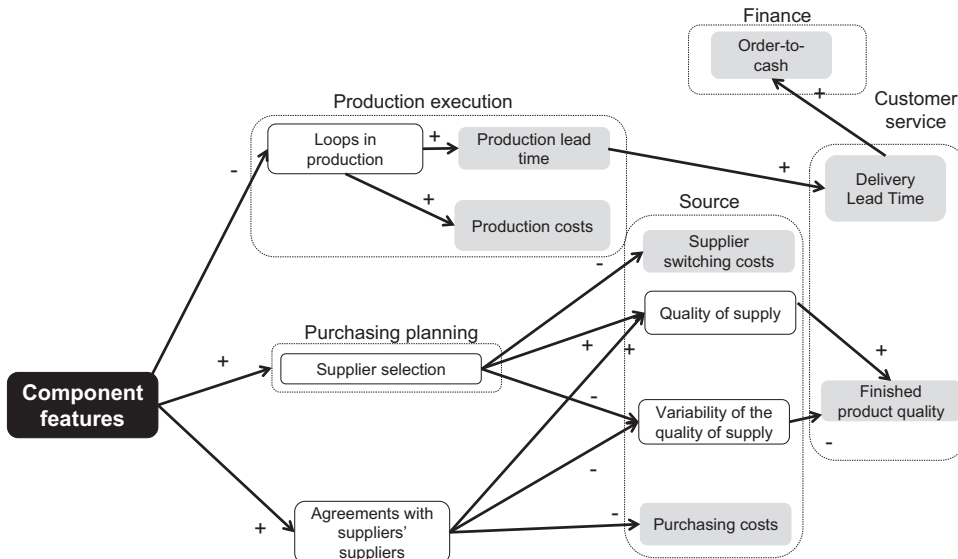 Finance
Order-to-
cash
+
Customer
service
Production execution
Loops in
production
+
Production lead
time
-
+
+
Delivery
Lead Time
Production costs
Source
Supplier
switching costs
-
Purchasing planning
Quality of supply
+
Supplier selection
+
+
+
Component
features
-
Variability of the
quality of supply
Finished
product quality
-
-
+
Agreements with
suppliers'
suppliers
-
Purchasing costs